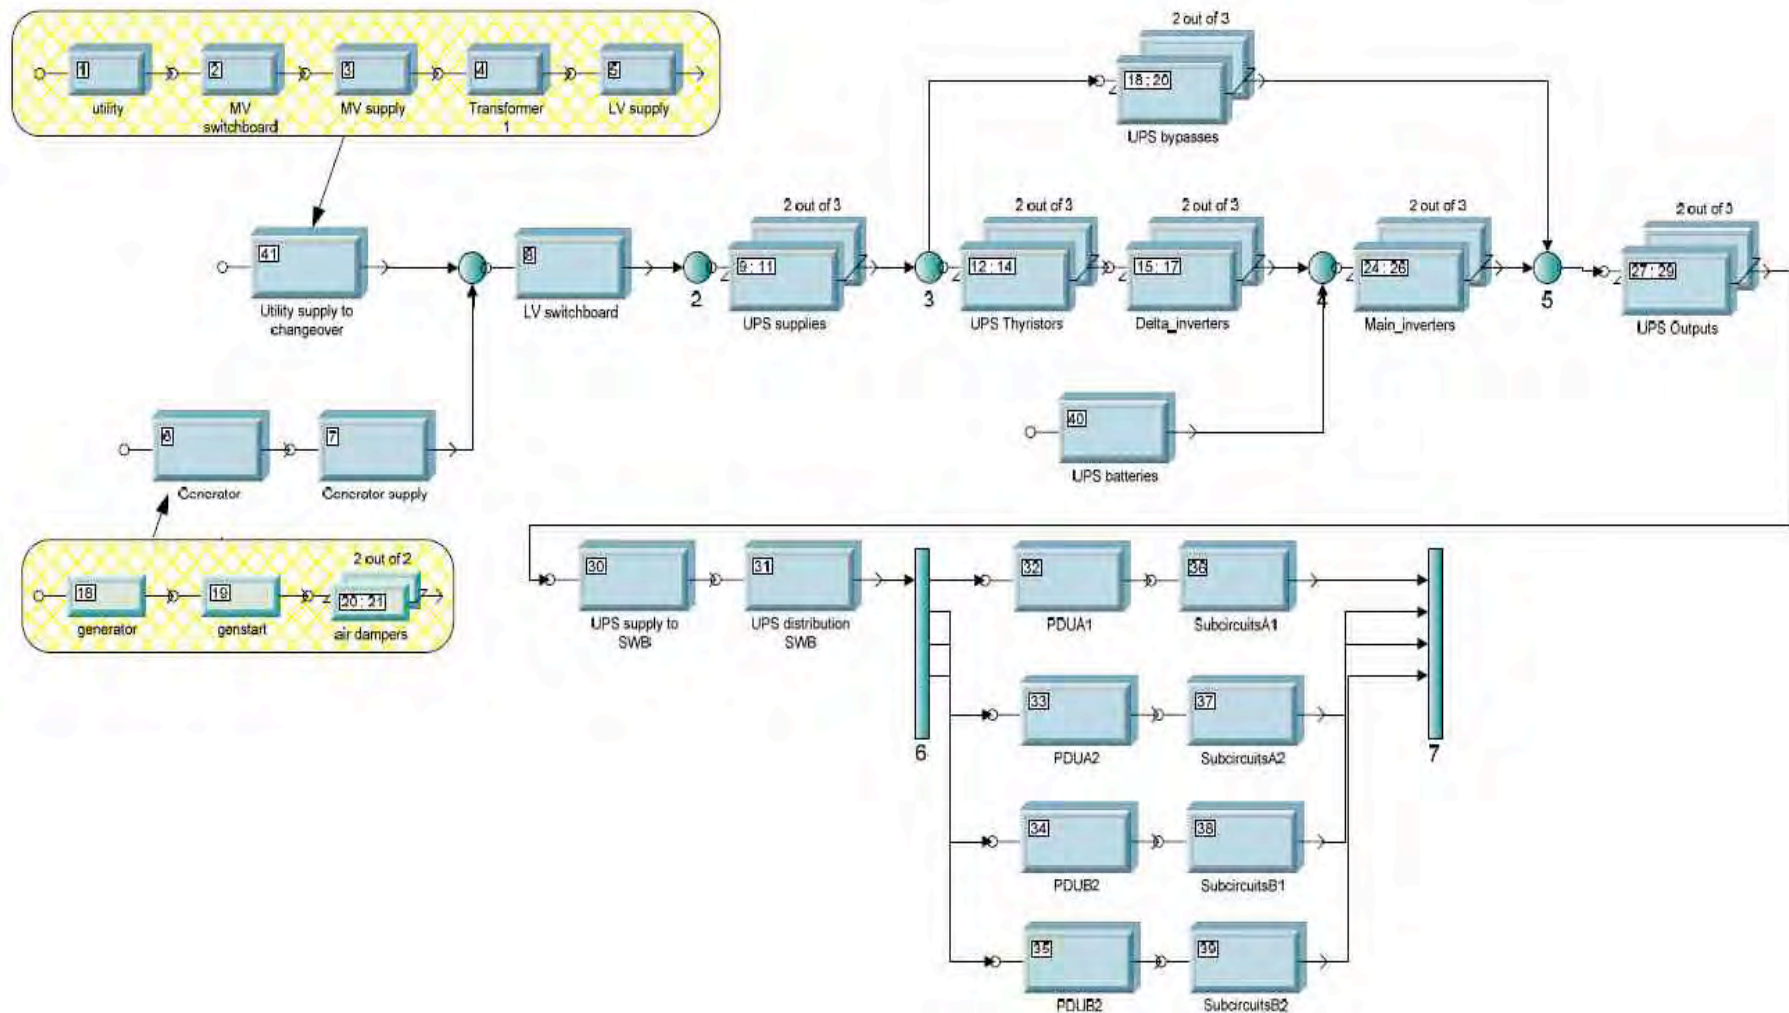 1
2
3
4
5
utility
MV
switchboard
MV supply
Transformer
1
LV supply
2 out of 3
18 : 20
UPS bypasses
41
Utility supply to
changeover
8
LV switchboard
2
2 out of 3
9 : 11
UPS supplies
3
2 out of 3
12 : 14
UPS Thyristors
2 out of 3
15 : 17
Delta_inverters
4
2 out of 3
24 : 26
Main_inverters
5
2 out of 3
27 : 29
UPS Outputs
6
Generator
7
Generator supply
40
UPS batteries
18
generator
19
genstart
2 out of 2
20 : 21
air dampers
30
UPS supply to
SWB
31
UPS distribution
SWB
6
32
PDUA1
36
SubcircuitsA1
33
PDUA2
37
SubcircuitsA2
34
PDUB2
38
SubcircuitsB1
35
PDUB2
39
SubcircuitsB2
7